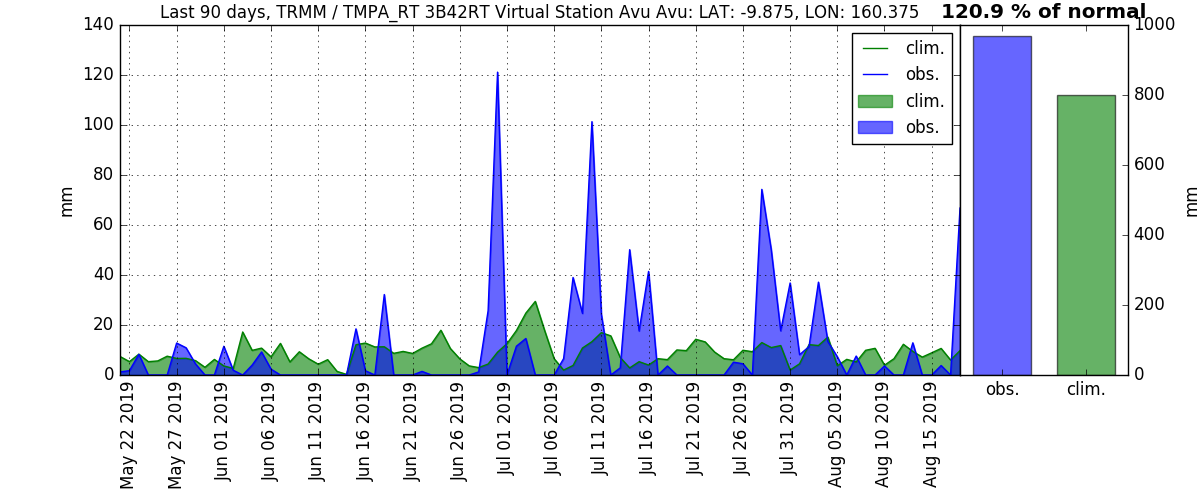 Last 90 days, TRMM / TMPA_RT 3B42RT Virtual Station Avu Avu: LAT: -9.875, LON: 160.375
120.9 % of normal
140
120
100
80
60
40
20
0
mm
clim.
obs.
clim.
obs.
May 22 2019
May 27 2019
Jun 01 2019
Jun 06 2019
Jun 11 2019
Jun 16 2019
Jun 21 2019
Jun 26 2019
Jul 01 2019
Jul 06 2019
Jul 11 2019
Jul 16 2019
Jul 21 2019
Jul 26 2019
Jul 31 2019
Aug 05 2019
Aug 10 2019
Aug 15 2019
1000
800
600
400
200
0
mm
obs.
clim.